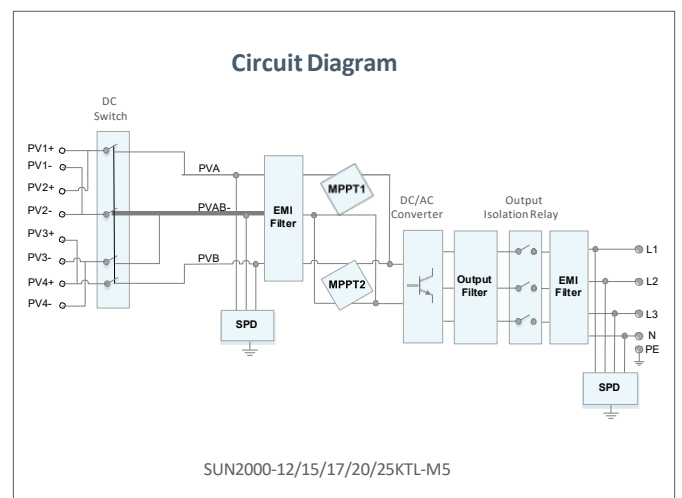 Circuit Diagram
DC
Switch
PV1+
PV1-
PV2+
PV2-
PV3+
PV3-
PV4+
PV4-
PVA
PVAB-
PVB
EMI
Filter
SPD
MPPT1
MPPT2
DC/AC
Converter
Output
Filter
Output
Isolation Relay
EMI
Filter
L1
L2
L3
N
PE
SPD
SUN2000-12/15/17/20/25KTL-M5